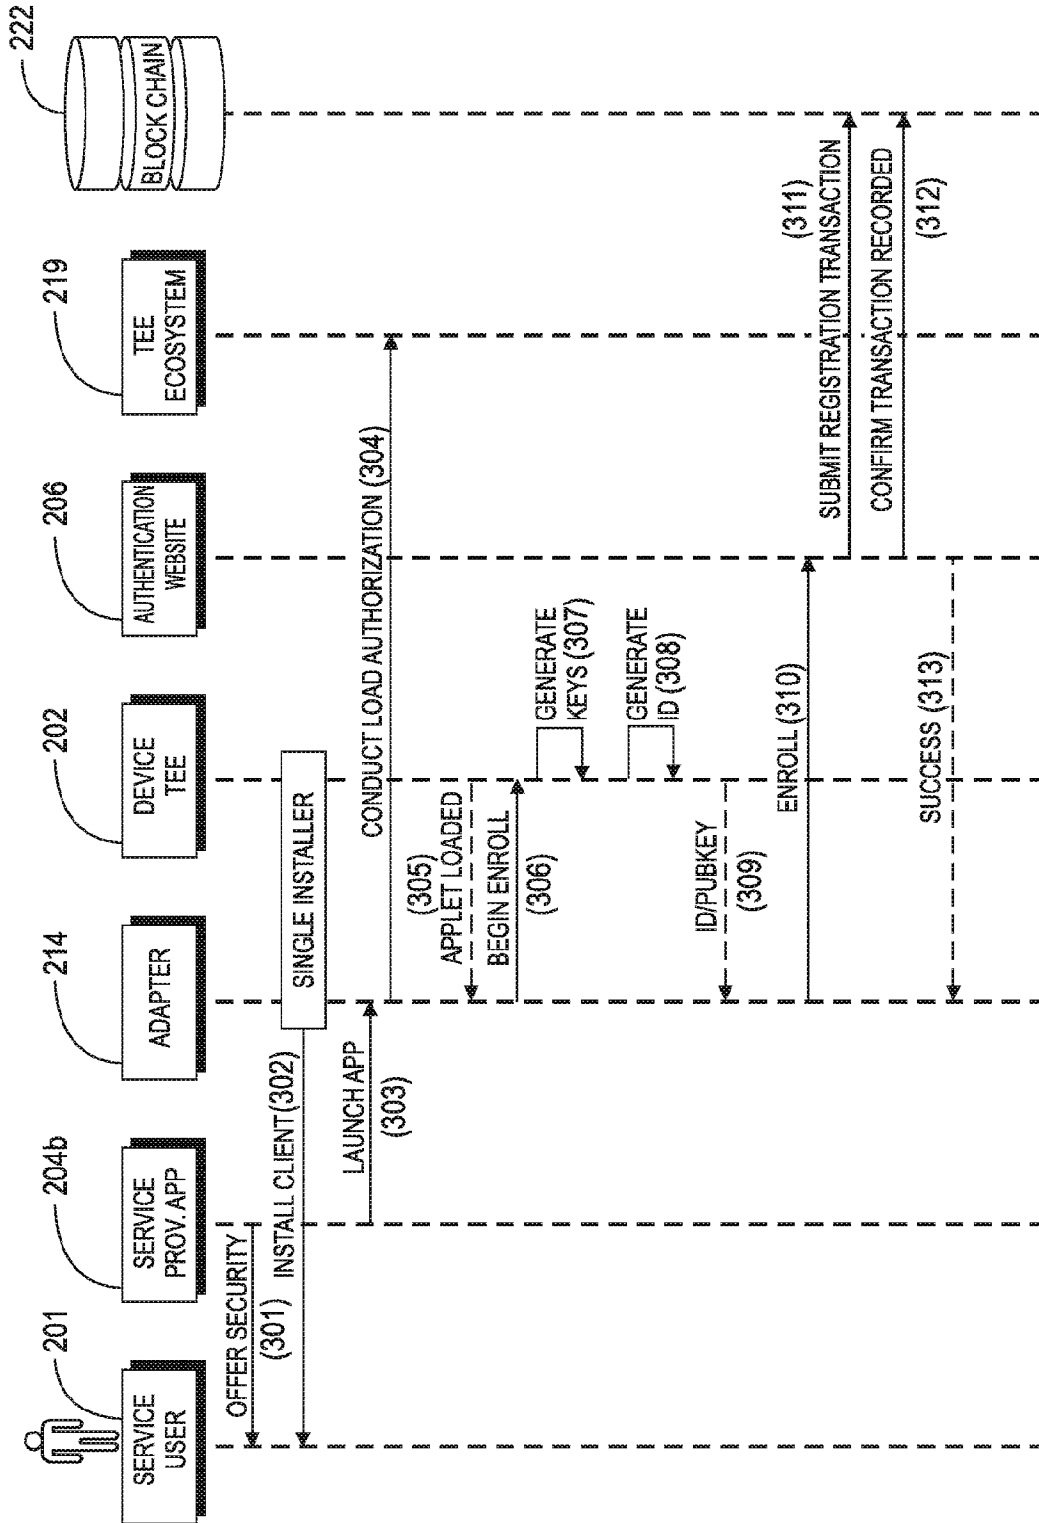 201
204b
214
202
206
219
222
SERVICE
USER
SERVICE
PROV. APP
ADAPTER
DEVICE
TEE
AUTHENTICATION
WEBSITE
TEE
ECOSYSTEM
BLOCK CHAIN
OFFER SECURITY
(301)
SINGLE INSTALLER
INSTALL CLIENT (302)
LAUNCH APP
(303)
CONDUCT LOAD AUTHORIZATION (304)
(305)
APPLET LOADED
BEGIN ENROLL
(306)
GENERATE
KEYS (307)
GENERATE
ID (308)
ID/PUBKEY
(309)
ENROLL (310)
(311)
SUBMIT REGISTRATION TRANSACTION
CONFIRM TRANSACTION RECORDED
(312)
SUCCESS (313)